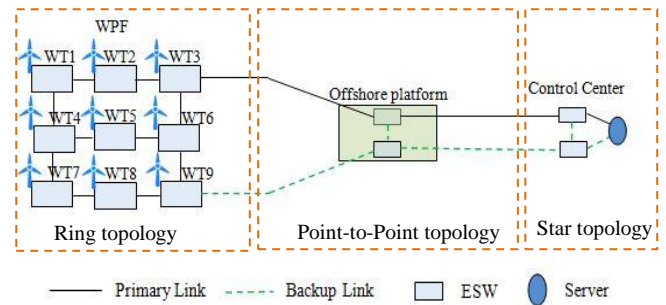 WPF
WT1 WT2 WT3
Offshore platform
Control Center
WT4 WT5 WT6
WT7 WT8 WT9
Ring topology
Point-to-Point topology
Star topology
Primary Link
Backup Link
ESW
Server